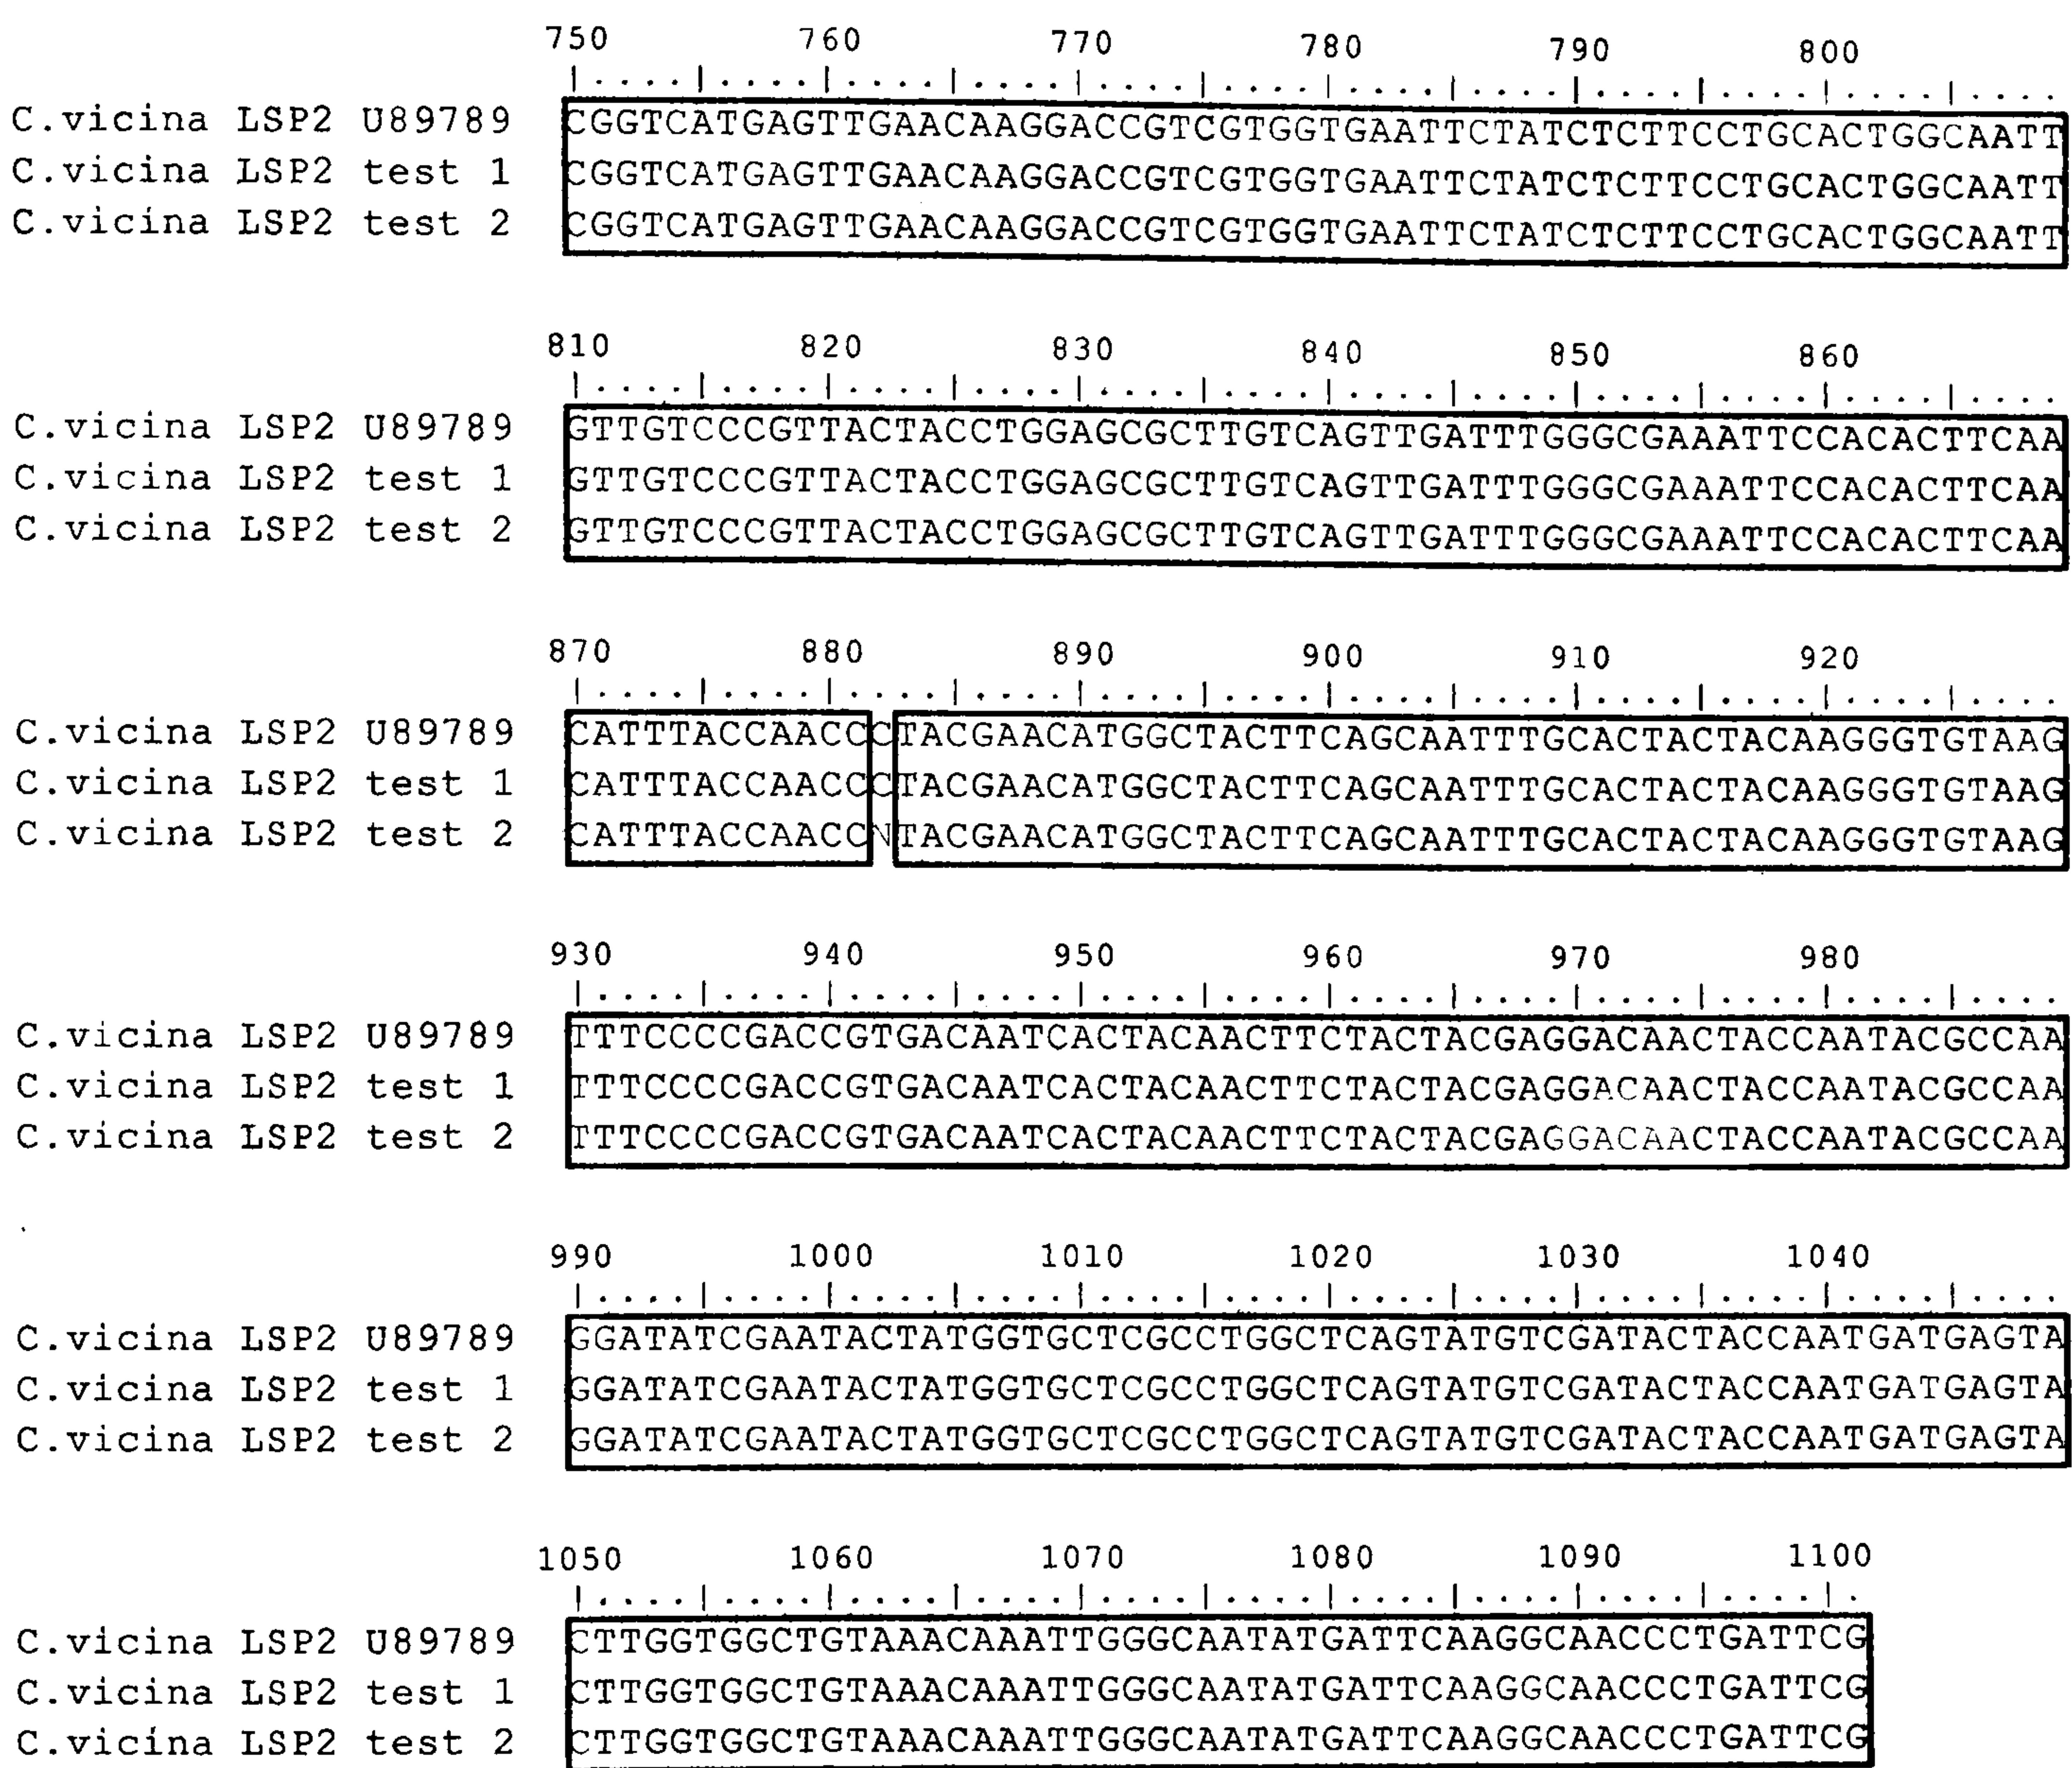 750 760 770 780 790 800
C.vicina LSP2 U89789 CGGTCATGAGTTGAACAAGGACCGTCGTGGTGAATTCTATCTCTTCCTGCACTGGCAATT
C.vicina LSP2 test 1 CGGTCATGAGTTGAACAAGGACCGTCGTGGTGAATTCTATCTCTTCCTGCACTGGCAATT
C.vicina LSP2 test 2 CGGTCATGAGTTGAACAAGGACCGTCGTGGTGAATTCTATCTCTTCCTGCACTGGCAATT
810 820 830 840 850 860
C.vicina LSP2 U89789 GTTGTCCCGTTACTACCTGGAGCGCTTGTCAGTTGATTTGGGCGAAATTCCACACTTCAA
C.vicina LSP2 test 1 GTTGTCCCGTTACTACCTGGAGCGCTTGTCAGTTGATTTGGGCGAAATTCCACACTTCAA
C.vicina LSP2 test 2 GTTGTCCCGTTACTACCTGGAGCGCTTGTCAGTTGATTTGGGCGAAATTCCACACTTCAA
870 880 890 900 910 920
C.vicina LSP2 U89789 CATTTACCAACCCTACGAACATGGCTACTTCAGCAATTTGCACTACTACAAGGGTGTAAG
C.vicina LSP2 test 1 CATTTACCAACCCTACGAACATGGCTACTTCAGCAATTTGCACTACTACAAGGGTGTAAG
C.vicina LSP2 test 2 CATTTACCAACCNTACGAACATGGCTACTTCAGCAATTTGCACTACTACAAGGGTGTAAG
930 940 950 960 970 980
C.vicina LSP2 U89789 TTTCCCCGACCGTGACAATCACTACAACTTCTACTACGAGGACAACTACCAATACGCCAA
C.vicina LSP2 test 1 TTTCCCCGACCGTGACAATCACTACAACTTCTACTACGAGGACAACTACCAATACGCCAA
C.vicina LSP2 test 2 TTTCCCCGACCGTGACAATCACTACAACTTCTACTACGAGGACAACTACCAATACGCCAA
990 1000 1010 1020 1030 1040
C.vicina LSP2 U89789 GGATATCGAATACTATGGTGCTCGCCTGGCTCAGTATGTCGATACTACCAATGATGAGTA
C.vicina LSP2 test 1 GGATATCGAATACTATGGTGCTCGCCTGGCTCAGTATGTCGATACTACCAATGATGAGTA
C.vicina LSP2 test 2 GGATATCGAATACTATGGTGCTCGCCTGGCTCAGTATGTCGATACTACCAATGATGAGTA
1050 1060 1070 1080 1090 1100
C.vicina LSP2 U89789 CTTGGTGGCTGTAAACAAATTGGGCAATATGATTCAAGGCAACCCTGATTCG
C.vicina LSP2 test 1 CTTGGTGGCTGTAAACAAATTGGGCAATATGATTCAAGGCAACCCTGATTCG
C.vicina LSP2 test 2 CTTGGTGGCTGTAAACAAATTGGGCAATATGATTCAAGGCAACCCTGATTCG